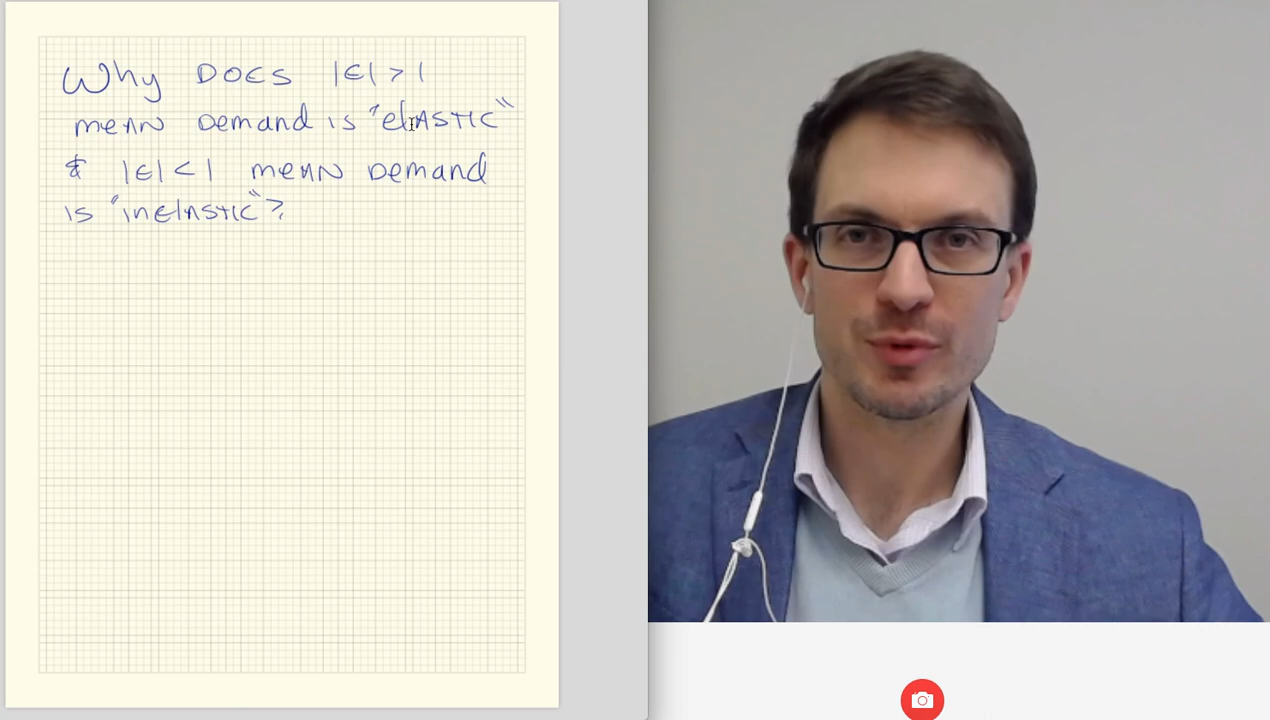 Why DOES |ϵ| > 1
meAN Demand is "elASTIC"
& |ϵ| < 1 meAN Demand
is "inelAStic"?